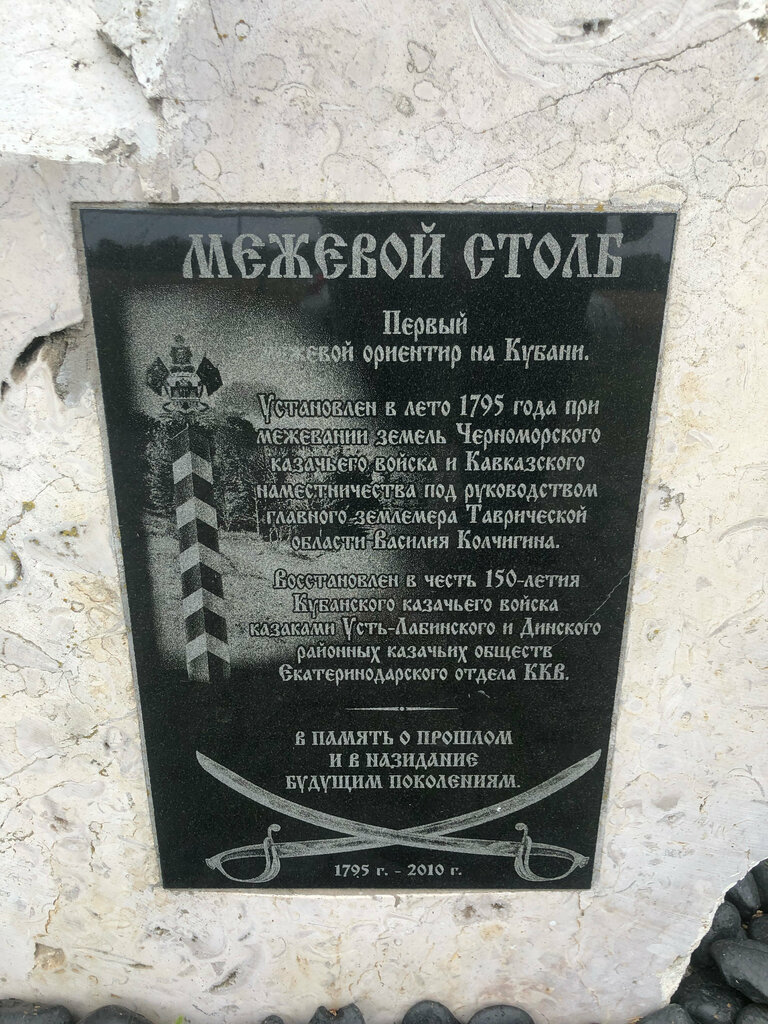 МЕЖЕВОЙ СТОЛБ
Первый
межевой ориентир на Кубани.
Установлен в лето 1795 года при
межевании земель Черноморского
казачьего войска и Кавказского
наместничества под руководством
главного землемера Таврической
области Василия Колчигина.
Восстановлен в честь 150-летия
Кубанского казачьего войска
казаками Усть-Лабинского и Динского
районных казачьих обществ
Екатеринодарского отдела ККВ.
В ПАМЯТЬ О ПРОШЛОМ
И В НАЗИДАНИЕ
БУДУЩИМ ПОКОЛЕНИЯМ.
1795 г. - 2010 г.